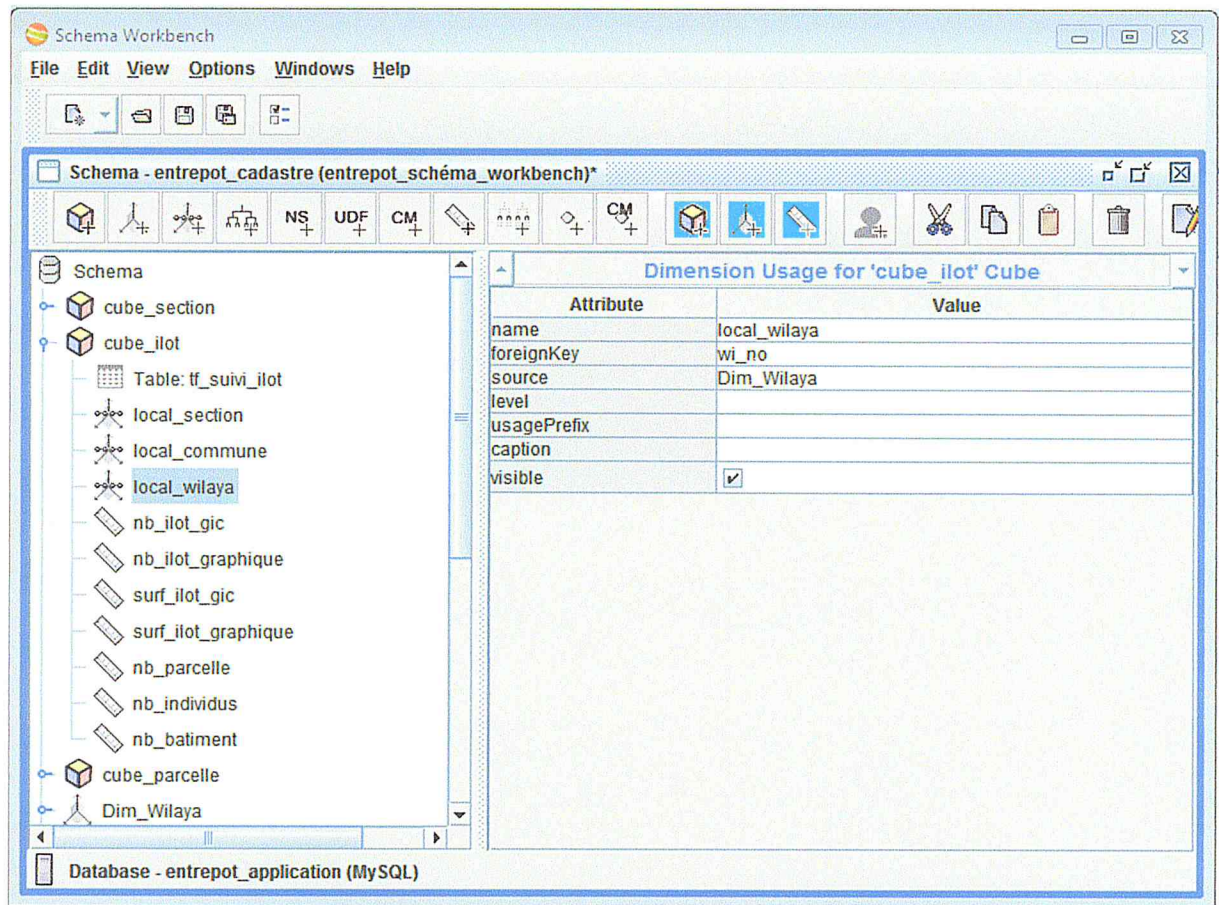 Schema Workbench
File Edit View Options Windows Help
Schema - entrepot_cadastre (entrepot_schéma_workbench)*
NS UDF CM CM
Schema
cube_section
cube_ilot
Table: tf_suivi_ilot
local_section
local_commune
local_wilaya
nb_ilot_gic
nb_ilot_graphique
surf_ilot_gic
surf_ilot_graphique
nb_parcelle
nb_individus
nb_batiment
cube_parcelle
Dim_Wilaya
Dimension Usage for 'cube_ilot' Cube
Attribute Value
name local_wilaya
foreignKey wi_no
source Dim_Wilaya
level
usagePrefix
caption
visible
Database - entrepot_application (MySQL)